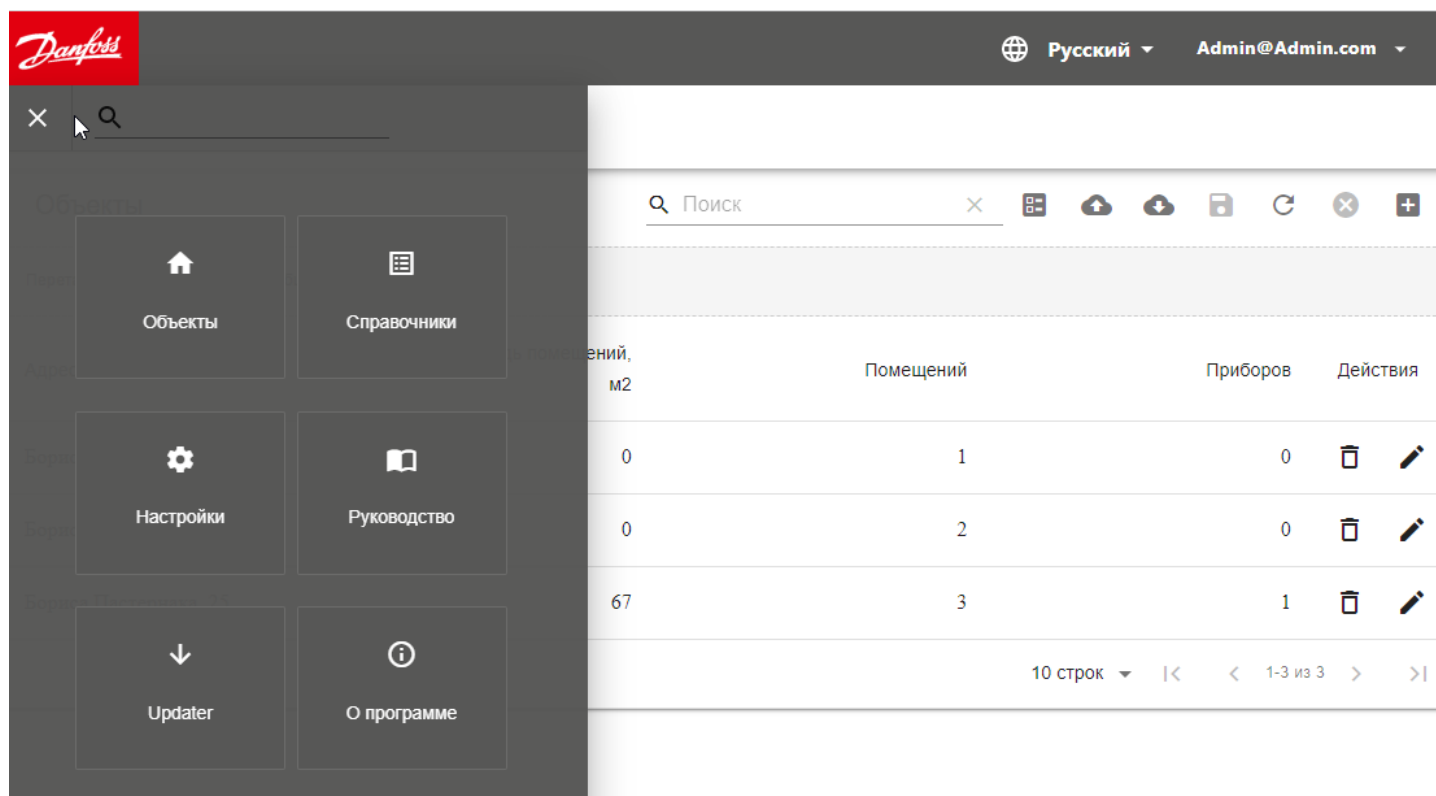 Danfoss
Русский
Admin@Admin.com
Объекты
Поиск
Объекты
Справочники
ений,
м2
Помещений
Приборов
Действия
0
1
0
Настройки
Руководство
0
2
0
67
3
1
10 строк
1-3 из 3
Updater
О программе